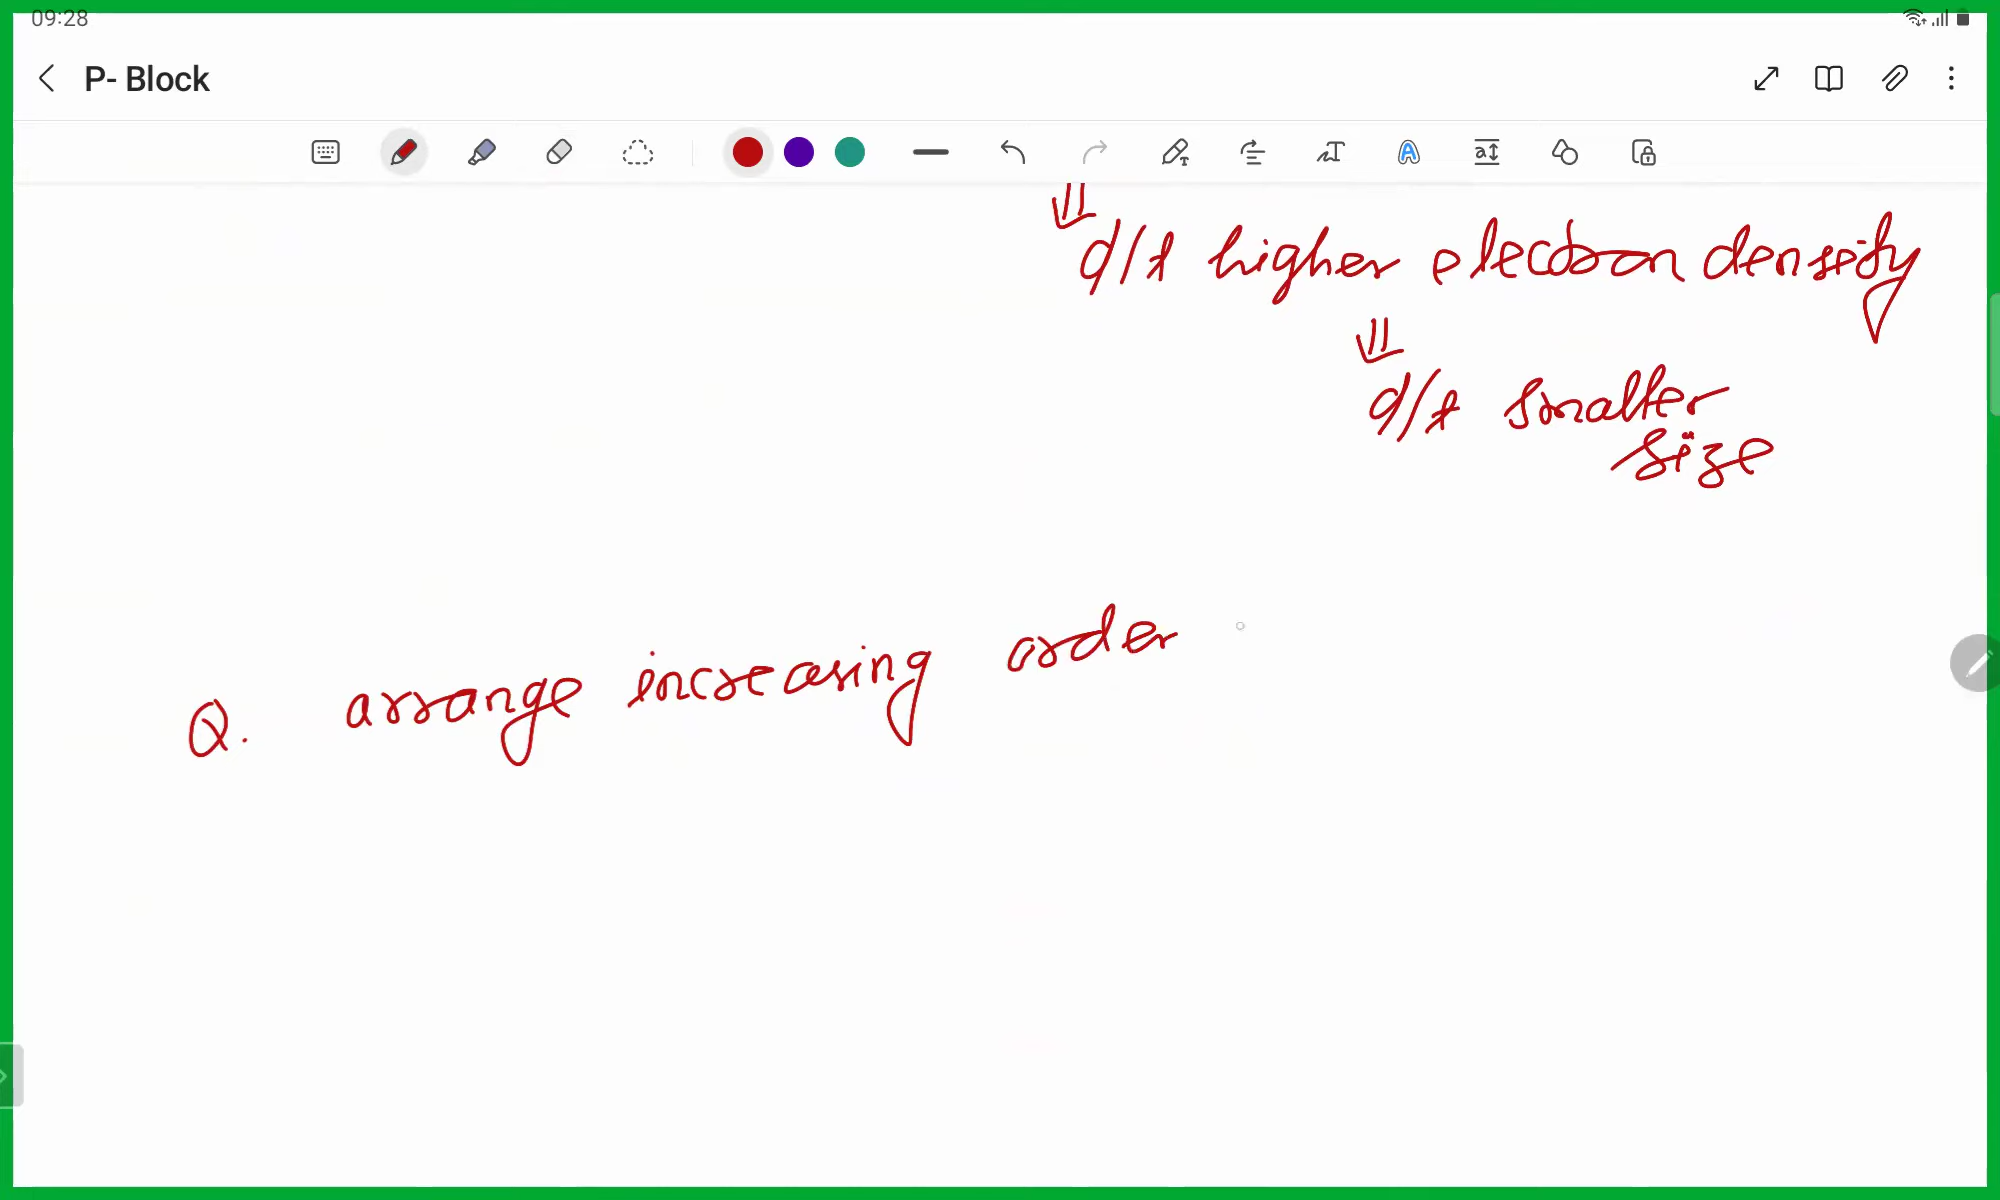 09:28
P- Block
d/t higher electron density
d/t smaller
size
Q. arrange increasing order